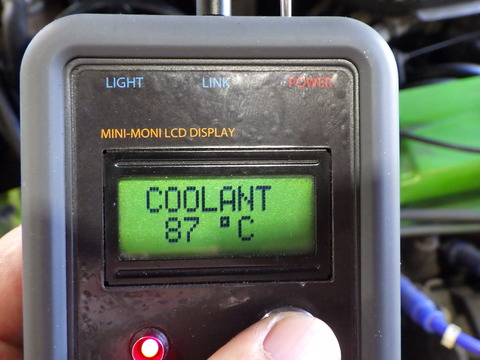 LIGHT LINK POWER
MINI-MONI LCD DISPLAY
COOLANT
87 °C